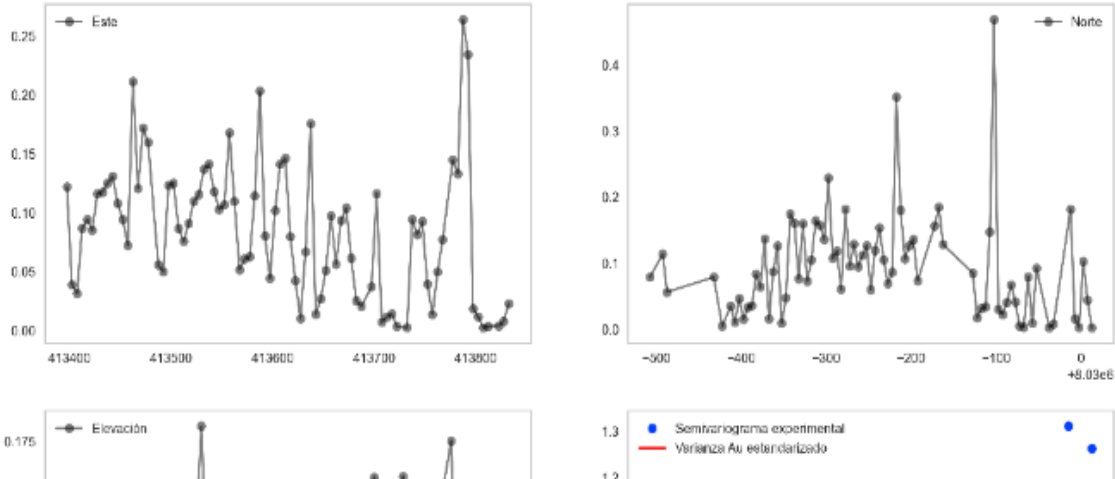 Este
0.25
0.20
0.15
0.10
0.05
0.00
413400 413500 413600 413700 413800
Norte
0.4
0.3
0.2
0.1
0.0
−500 −400 −300 −200 −100 0
+8.03e6
Elevación
0.175
Semivariograma experimental
Varianza Au estandarizado
1.3
1.2